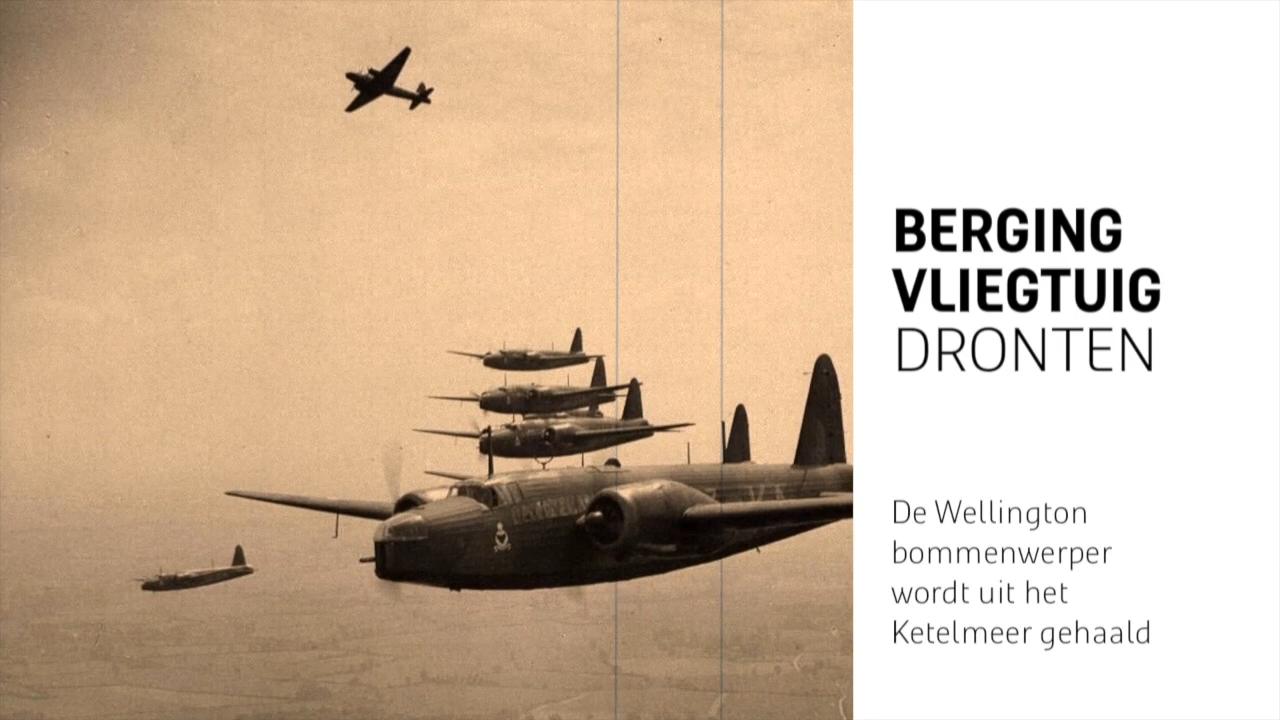 BERGING
VLIEGTUIG
DRONTEN
De Wellington
bommenwerper
wordt uit het
Ketelmeer gehaald